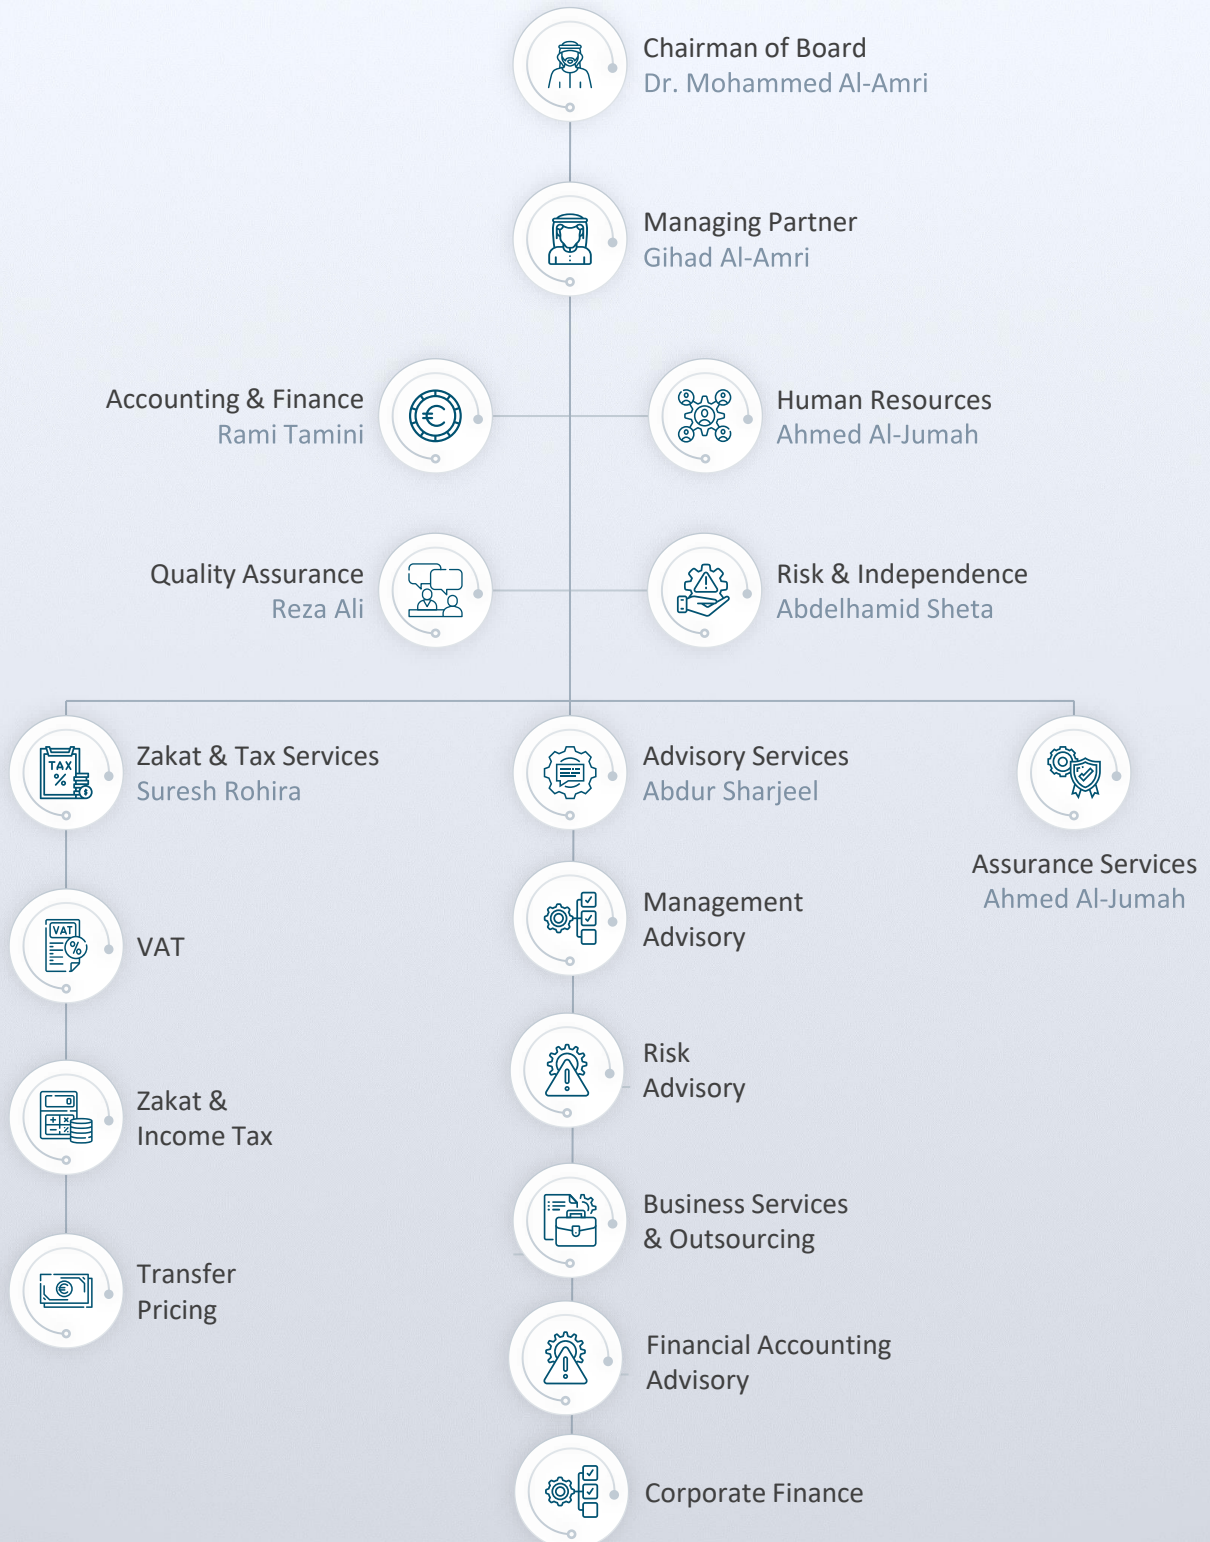 Chairman of Board
Dr. Mohammed Al-Amri
Managing Partner
Gihad Al-Amri
Accounting & Finance
Rami Tamini
Human Resources
Ahmed Al-Jumah
Quality Assurance
Reza Ali
Risk & Independence
Abdelhamid Sheta
Zakat & Tax Services
Suresh Rohira
TAX
%
Advisory Services
Abdur Sharjeel
Assurance Services
Ahmed Al-Jumah
Management
Advisory
VAT
%
VAT
Risk
Advisory
Zakat &
Income Tax
Business Services
& Outsourcing
Transfer
Pricing
Financial Accounting
Advisory
Corporate Finance